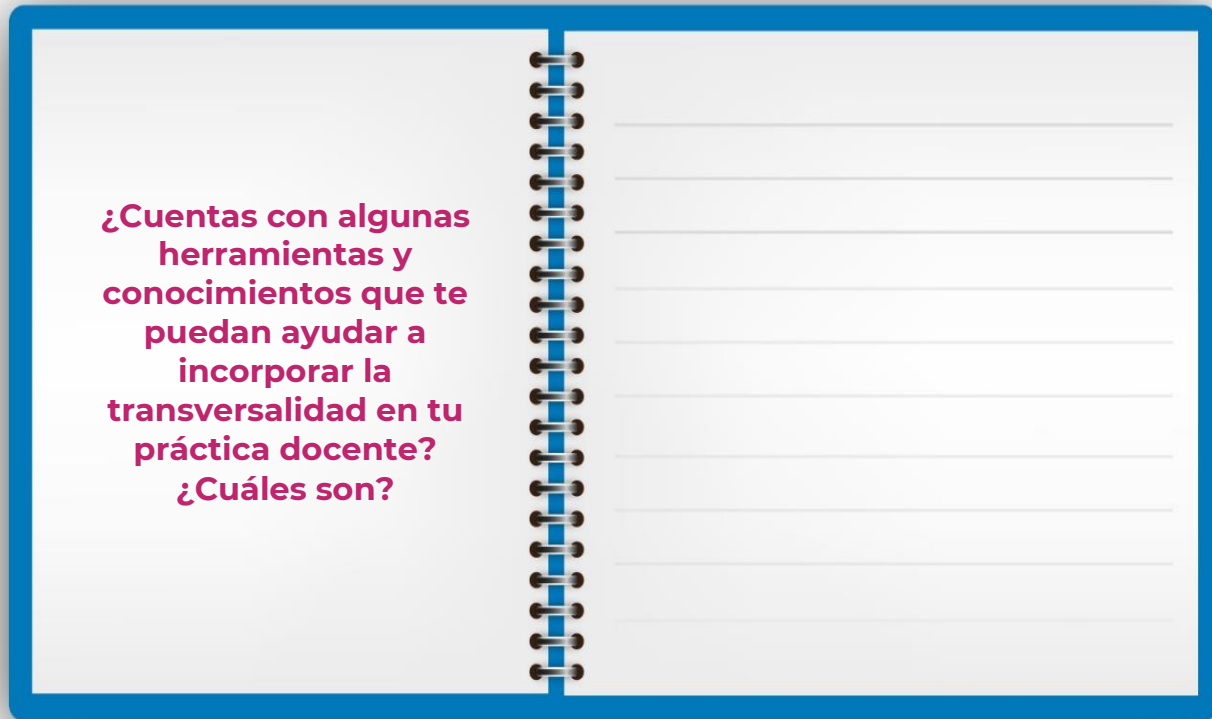 ¿Cuentas con algunas
herramientas y
conocimientos que te
puedan ayudar a
incorporar la
transversalidad en tu
práctica docente?
¿Cuáles son?